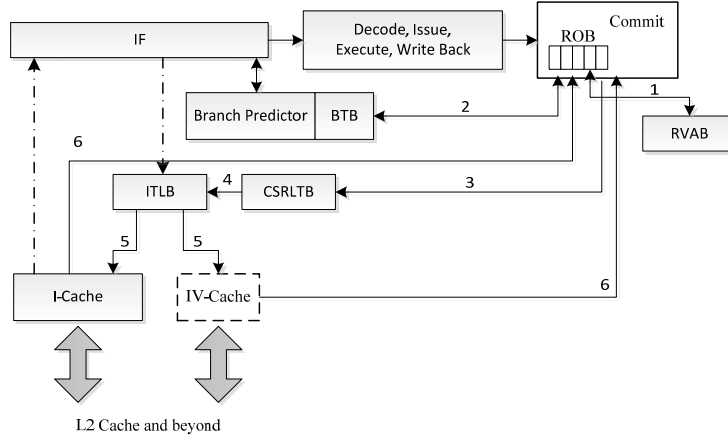 IF
Decode, Issue,
Execute, Write Back
Commit
ROB
1
RVAB
Branch Predictor
BTB
2
6
ITLB
4
CSRLTB
3
5
5
I-Cache
IV-Cache
6
L2 Cache and beyond